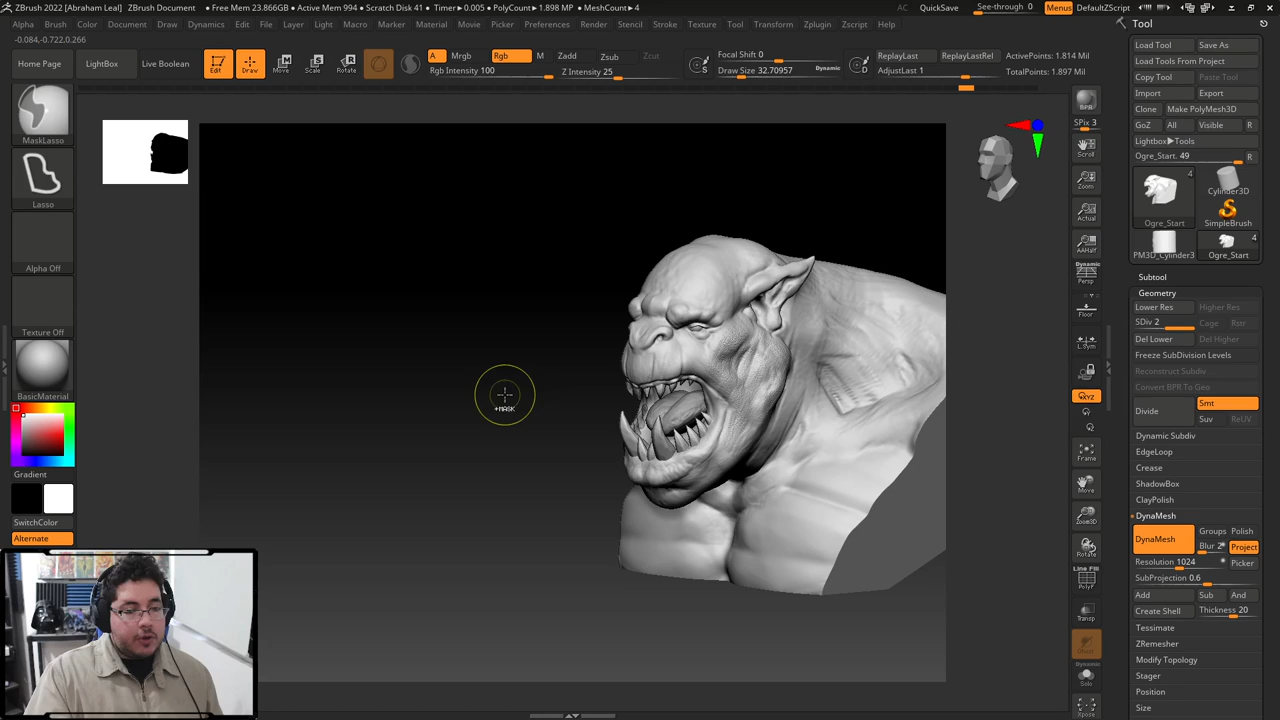 ZBrush 2022 [Abraham Leal] ZBrush Document • Free Mem 23.866GB • Active Mem 994 • Scratch Disk 41 • Timer▶0.005 • PolyCount▶1.898 MP • MeshCount▶4
QuickSave See-through 0 Menus DefaultZScript
Alpha Brush Color Document Draw Dynamics Edit File Layer Light Macro Marker Material Movie Picker Preferences Render Stencil Stroke Texture Tool Transform Zplugin Zscript Help
-0.084,-0.722,0.266
Home Page LightBox Live Boolean Edit Draw Move Scale Rotate
A Mrgb Rgb M Zadd Zsub Zcut
Rgb Intensity 100 Z Intensity 25
Focal Shift 0
Draw Size 32.70957 Dynamic
S D
ReplayLast ReplayLastRel
AdjustLast 1
ActivePoints: 1.814 Mil
TotalPoints: 1.897 Mil
MaskLasso
Lasso
Alpha Off
Texture Off
BasicMaterial
Gradient
SwitchColor
Alternate
+MASK
BPR
SPix 3
Scroll
Zoom
Actual
AAHalf
Dynamic
Persp
Floor
L.Sym
XYZ
Frame
Move
Zoom3D
Rotate
Line Fill
PolyF
Transp
Ghost
Dynamic
Solo
Xpose
Tool
Load Tool Save As
Load Tools From Project
Copy Tool Paste Tool
Import Export
Clone Make PolyMesh3D
GoZ All Visible R
Lightbox▶Tools
Ogre_Start. 49 R
4
Cylinder3D
Ogre_Start SimpleBrush
4
PM3D_Cylinder3 Ogre_Start
Subtool
Geometry
Lower Res Higher Res
SDiv 2 Cage Rstr
Del Lower Del Higher
Freeze SubDivision Levels
Reconstruct Subdiv
Convert BPR To Geo
Divide Smt
Suv ReUV
Dynamic Subdiv
EdgeLoop
Crease
ShadowBox
ClayPolish
DynaMesh
DynaMesh Groups Polish
Blur 2 Project
Resolution 1024 Picker
SubProjection 0.6
Add Sub And
Create Shell Thickness 20
Tessimate
ZRemesher
Modify Topology
Stager
Position
Size